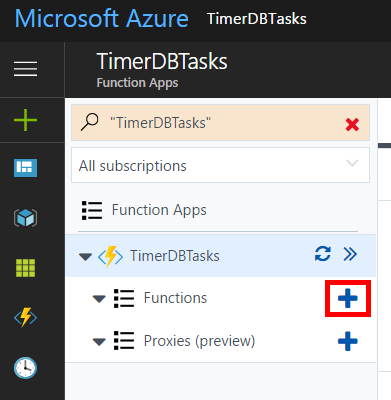 Microsoft Azure TimerDBTasks
TimerDBTasks
Function Apps
"TimerDBTasks"
All subscriptions
Function Apps
TimerDBTasks
Functions
Proxies (preview)